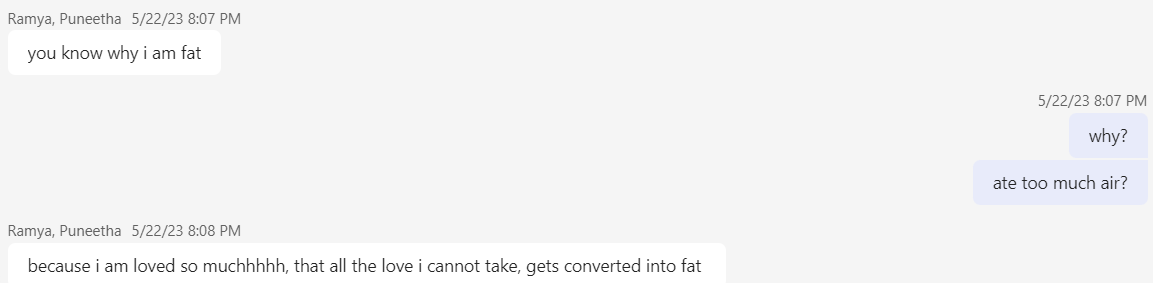 Ramya, Puneetha 5/22/23 8:07 PM
you know why i am fat
5/22/23 8:07 PM
why?
ate too much air?
Ramya, Puneetha 5/22/23 8:08 PM
because i am loved so muchhhhh, that all the love i cannot take, gets converted into fat